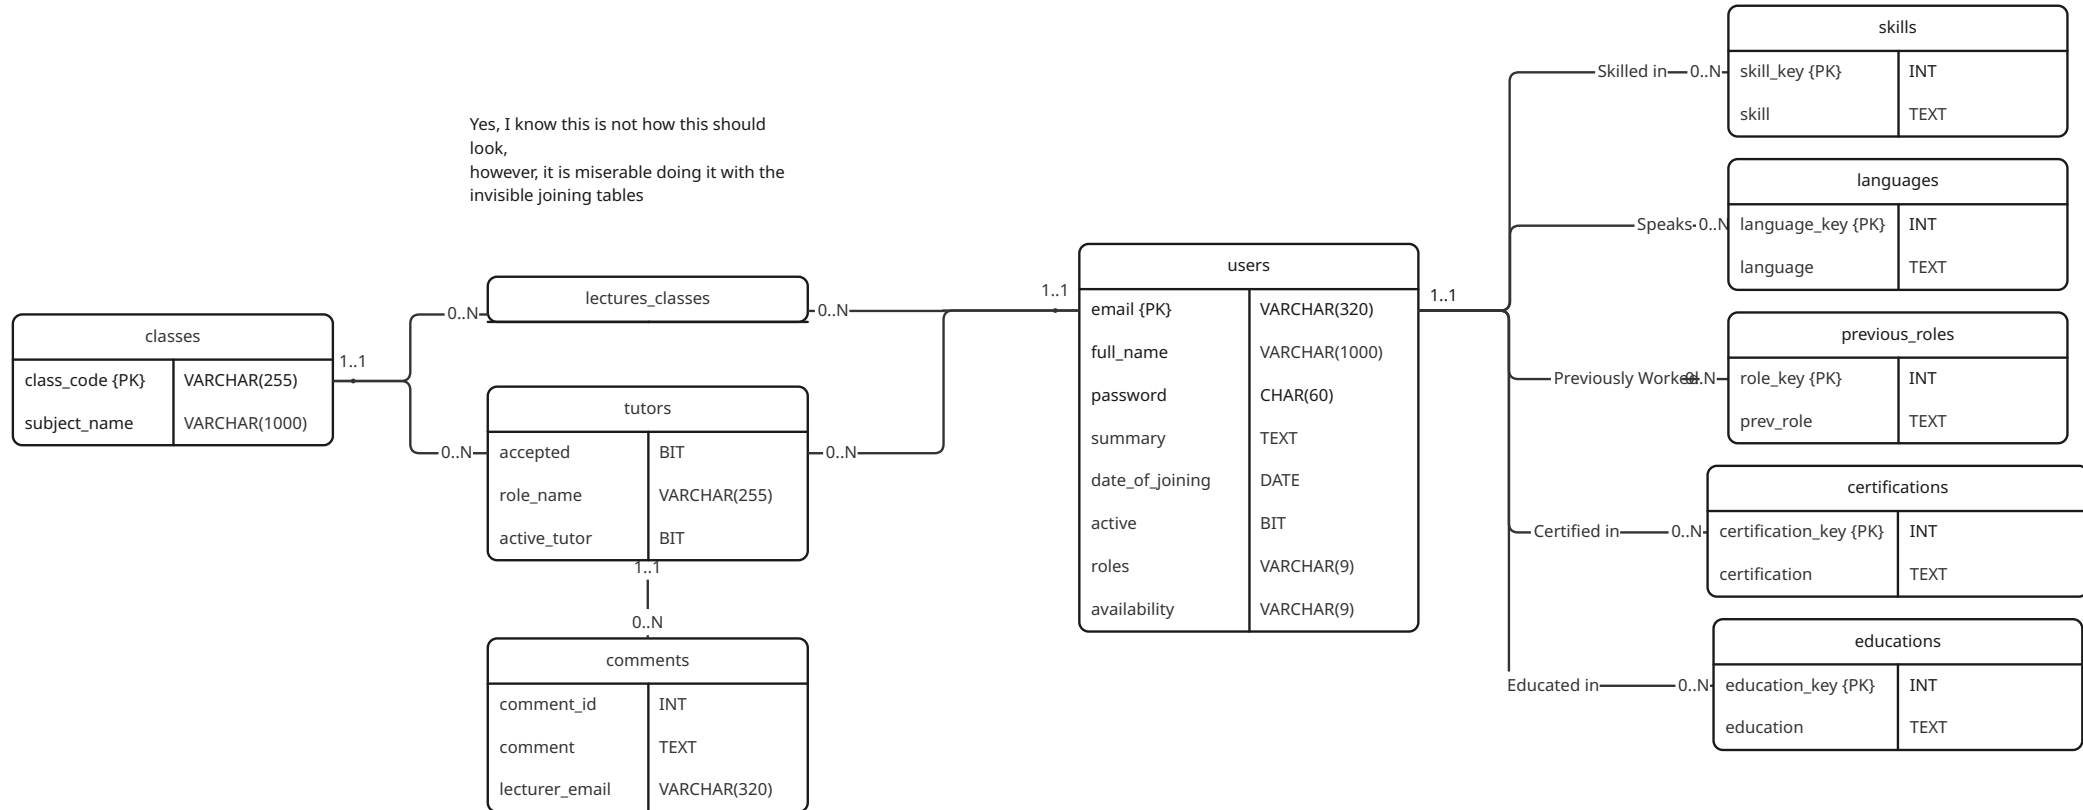 Yes, I know this is not how this should
look,
however, it is miserable doing it with the
invisible joining tables
classes
class_code {PK} VARCHAR(255)
subject_name VARCHAR(1000)
1..1
0..N
0..N
lectures_classes
0..N
tutors
accepted BIT
role_name VARCHAR(255)
active_tutor BIT
0..N
1..1
0..N
comments
comment_id INT
comment TEXT
lecturer_email VARCHAR(320)
1..1
users
email {PK} VARCHAR(320)
full_name VARCHAR(1000)
password CHAR(60)
summary TEXT
date_of_joining DATE
active BIT
roles VARCHAR(9)
availability VARCHAR(9)
1..1
Skilled in 0..N
skills
skill_key {PK} INT
skill TEXT
Speaks 0..N
languages
language_key {PK} INT
language TEXT
Previously Worked 0..N
previous_roles
role_key {PK} INT
prev_role TEXT
Certified in 0..N
certifications
certification_key {PK} INT
certification TEXT
Educated in 0..N
educations
education_key {PK} INT
education TEXT